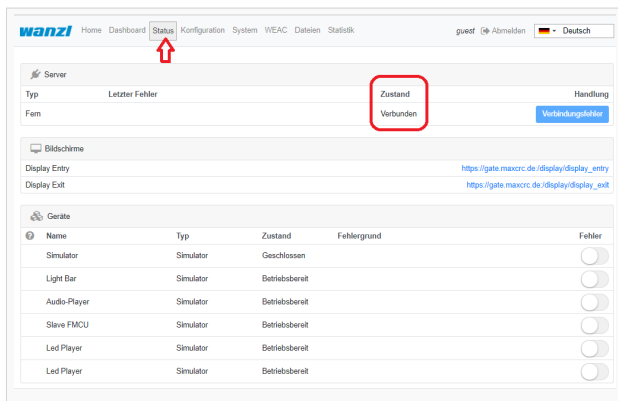 wanzl Home Dashboard Status Konfiguration System WEAC Dateien Statistik guest Abmelden Deutsch
Server
Typ Letzter Fehler Zustand Handlung
Fern Verbunden Verbindungsfehler
Bildschirme
Display Entry https://gate.maxcrc.de:/display/display_entry
Display Exit https://gate.maxcrc.de:/display/display_exit
Geräte
? Name Typ Zustand Fehlergrund Fehler
Simulator Simulator Geschlossen
Light Bar Simulator Betriebsbereit
Audio-Player Simulator Betriebsbereit
Slave FMCU Simulator Betriebsbereit
Led Player Simulator Betriebsbereit
Led Player Simulator Betriebsbereit